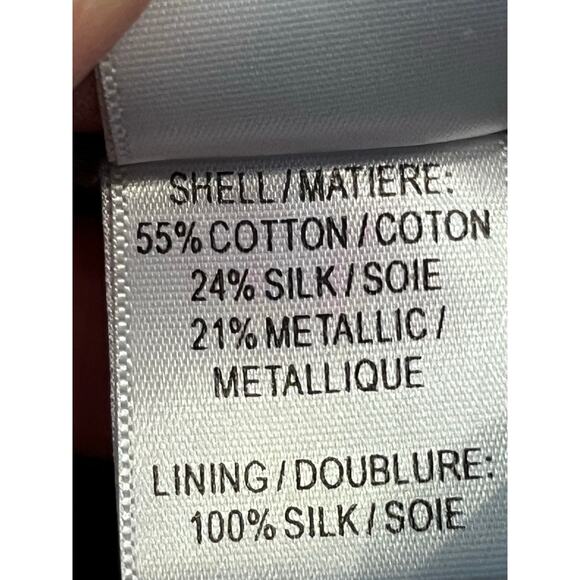 SHELL/MATIERE:
55% COTTON/COTON
24% SILK/SOIE
21% METALLIC/
METALLIQUE
LINING/DOUBLURE:
100% SILK/SOIE